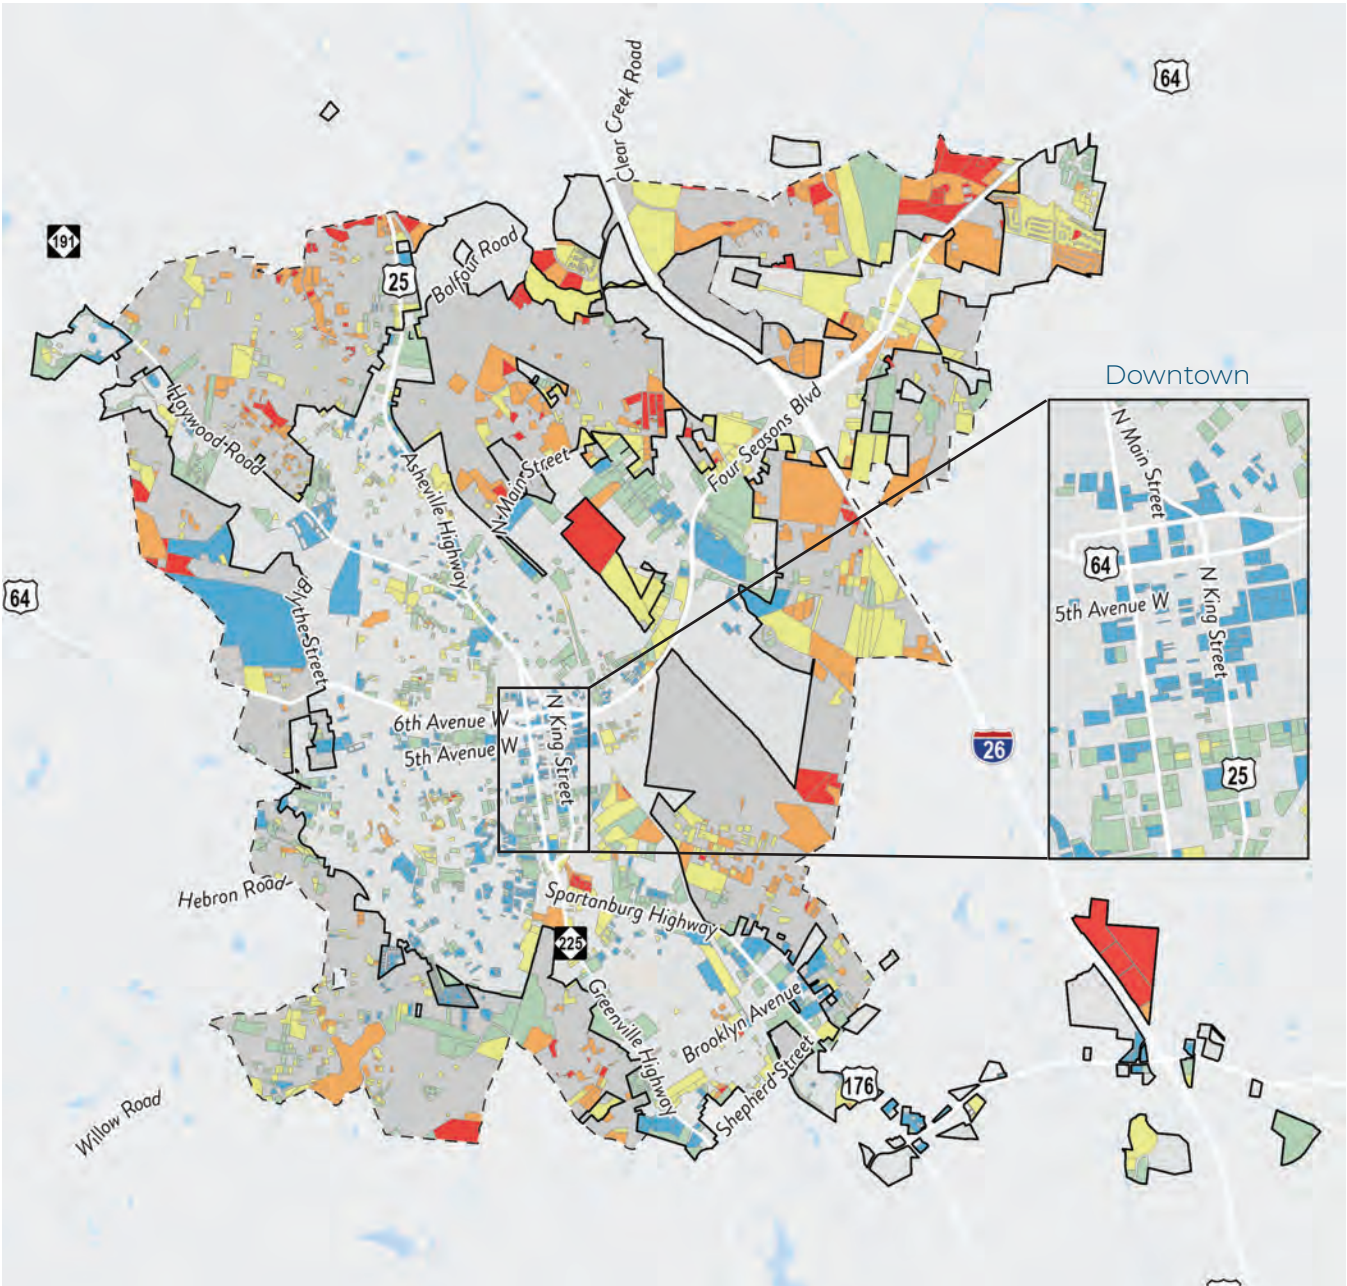 Clear Creek Road
64
191
25
Balfour Road
Downtown
N Main Street
64
5th Avenue W
N King Street
25
Haywood Road
Asheville Highway
N Main Street
Four Seasons Blvd
64
Blythe Street
6th Avenue W
5th Avenue W
N King Street
26
Hebron Road
Spartanburg Highway
225
Greenville Highway
Brooklyn Avenue
Shepherd Street
176
Willow Road